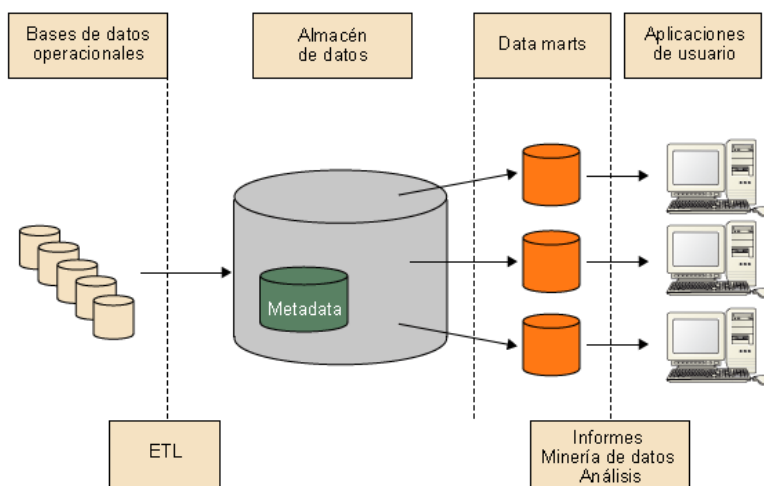 Bases de datos
operacionales
Almacén
de datos
Data marts
Aplicaciones
de usuario
Metadata
ETL
Informes
Minería de datos
Análisis